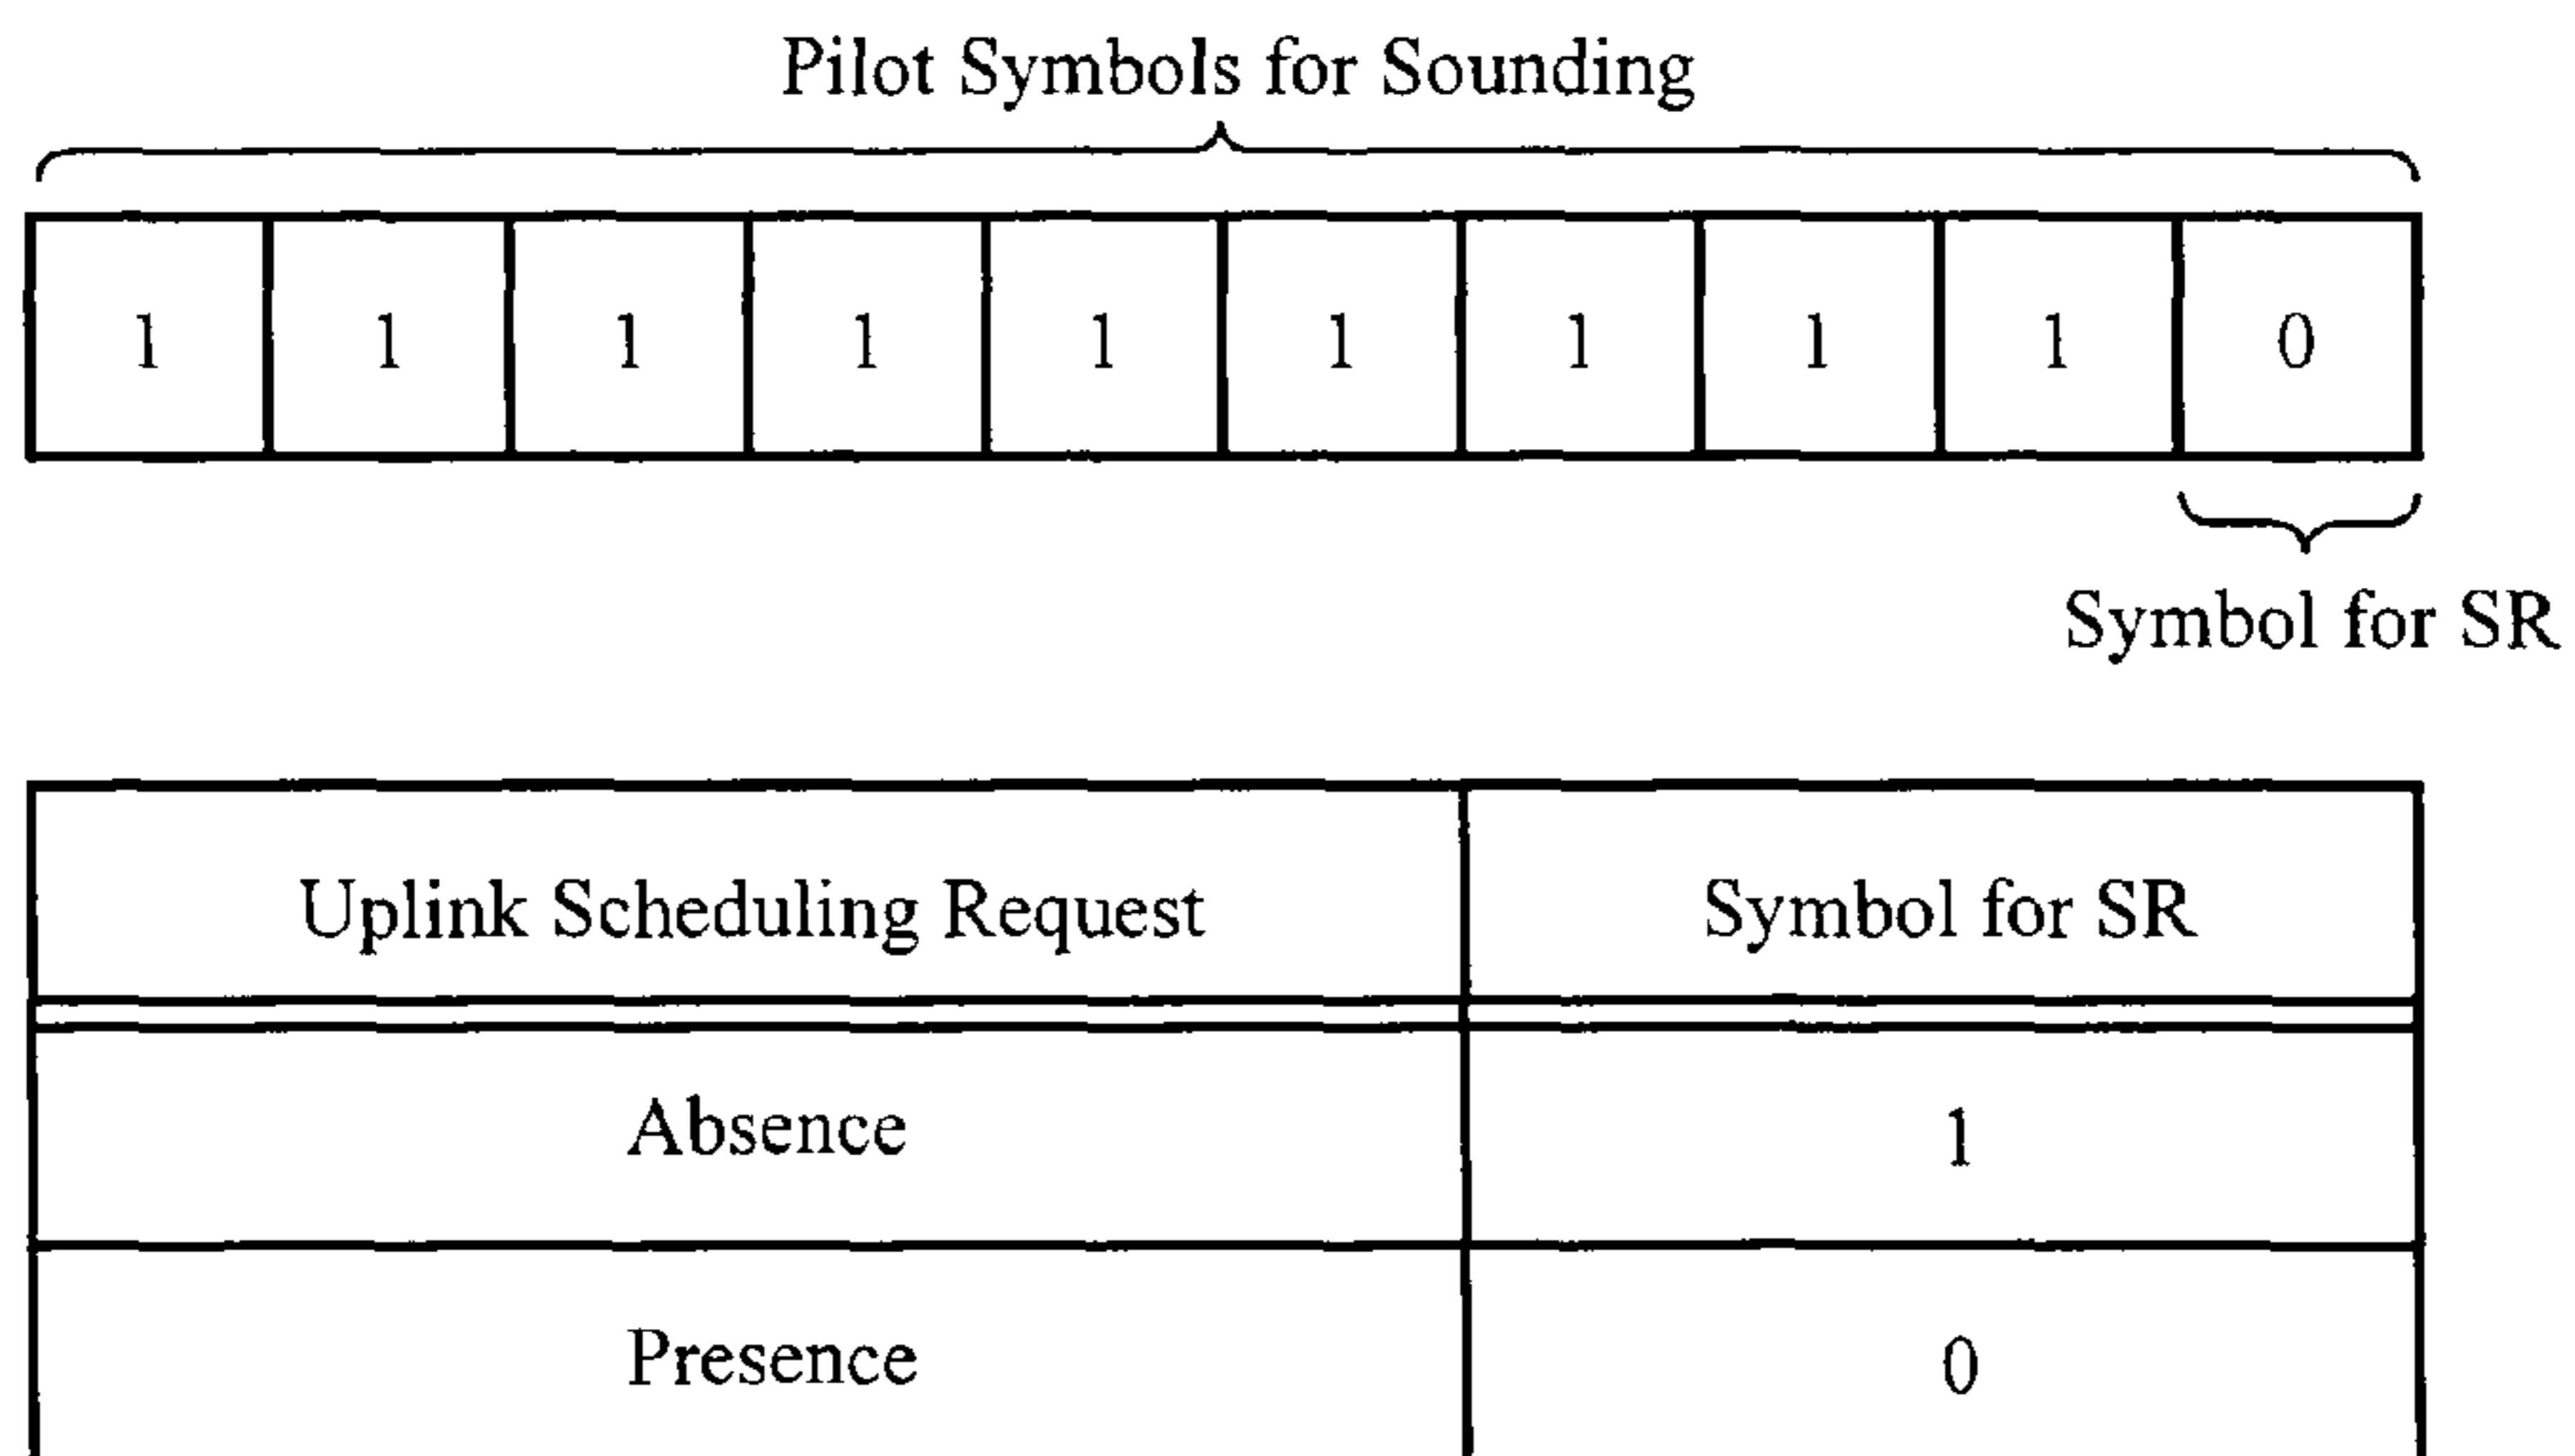 Pilot Symbols for Sounding
1 1 1 1 1 1 1 1 1 0
Symbol for SR
Uplink Scheduling Request Symbol for SR
Absence 1
Presence 0